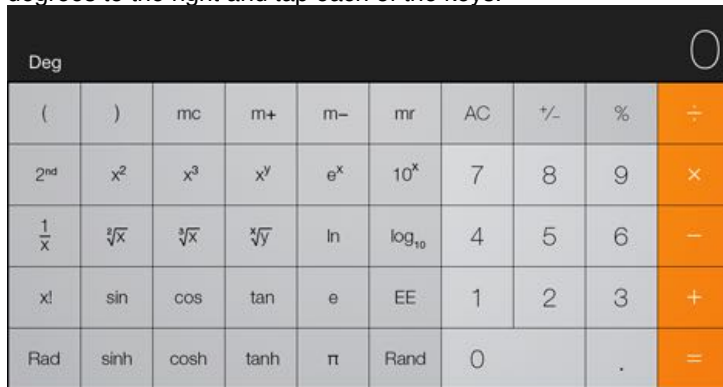 degrees to the right and tap each of the keys.
0
Deg
( ) mc m+ m– mr AC +/– % ÷
2nd x² x³ xʸ eˣ 10ˣ 7 8 9 ×
1/x ²√x ³√x ˣ√y ln log₁₀ 4 5 6 –
x! sin cos tan e EE 1 2 3 +
Rad sinh cosh tanh π Rand 0 . =